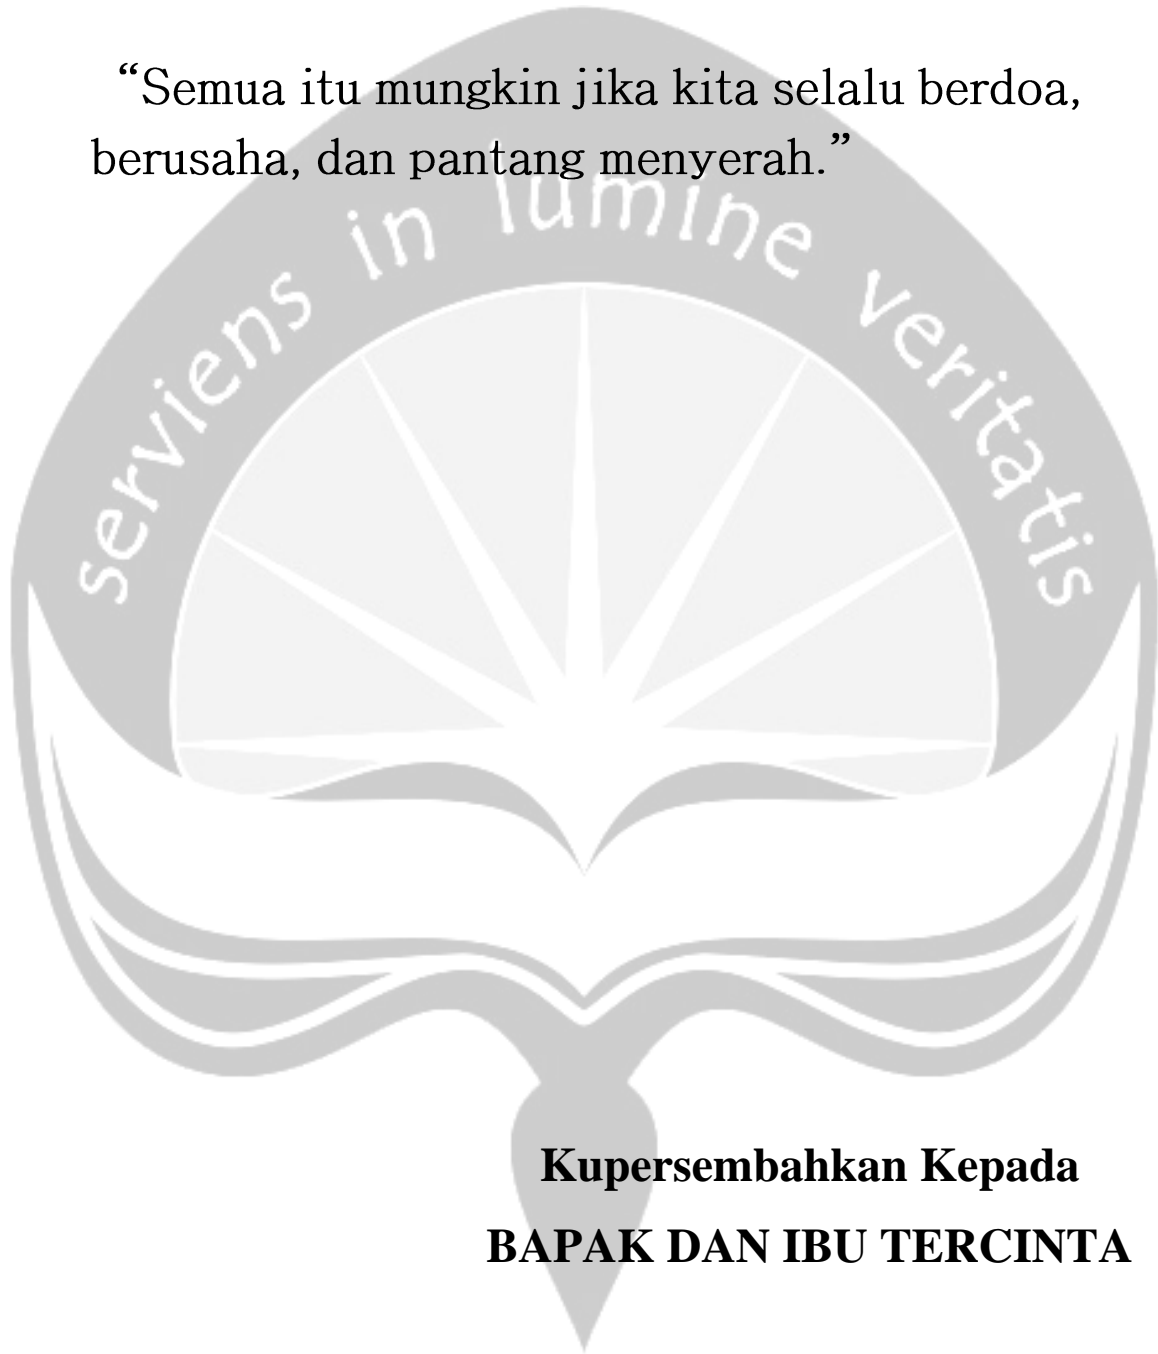 “Semua itu mungkin jika kita selalu berdoa,
berusaha, dan pantang menyerah.”
serviens in lumine veritatis
Kupersembahkan Kepada
BAPAK DAN IBU TERCINTA